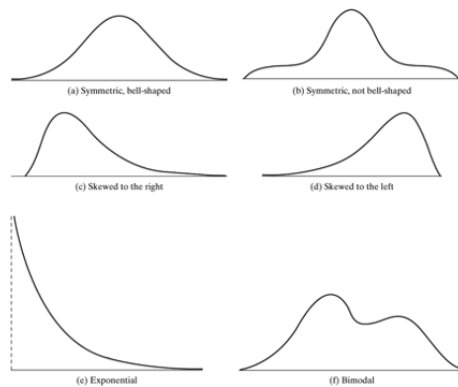 (a) Symmetric, bell-shaped
(b) Symmetric, not bell-shaped
(c) Skewed to the right
(d) Skewed to the left
(e) Exponential
(f) Bimodal